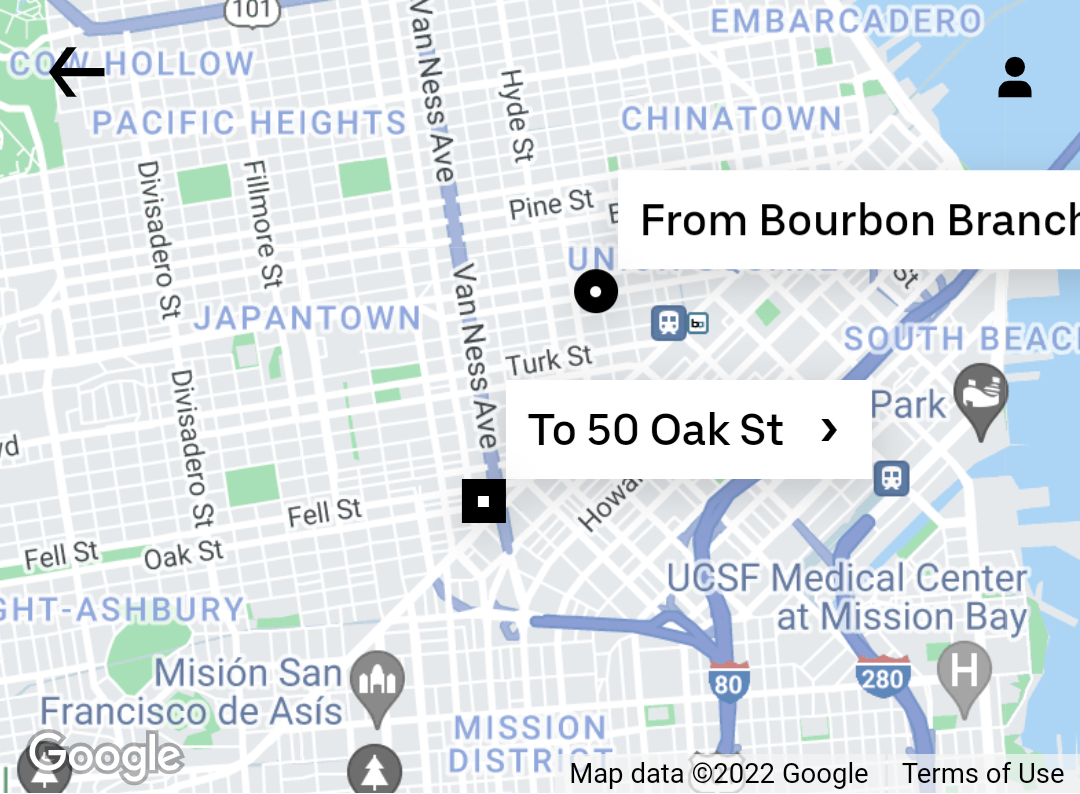 101
EMBARCADERO
COW HOLLOW
Van Ness Ave
Hyde St
PACIFIC HEIGHTS
CHINATOWN
Divisadero St
Fillmore St
Pine St
From Bourbon Branch
St
JAPANTOWN
Van Ness Ave
bo
SOUTH BEAC
Turk St
Divisadero St
Park
To 50 Oak St ›
Howa
Fell St
Fell St
Oak St
UCSF Medical Center
at Mission Bay
GHT-ASHBURY
Misión San
Francisco de Asís
80
280
H
MISSION
DISTRICT
Google
Map data ©2022 Google
Terms of Use